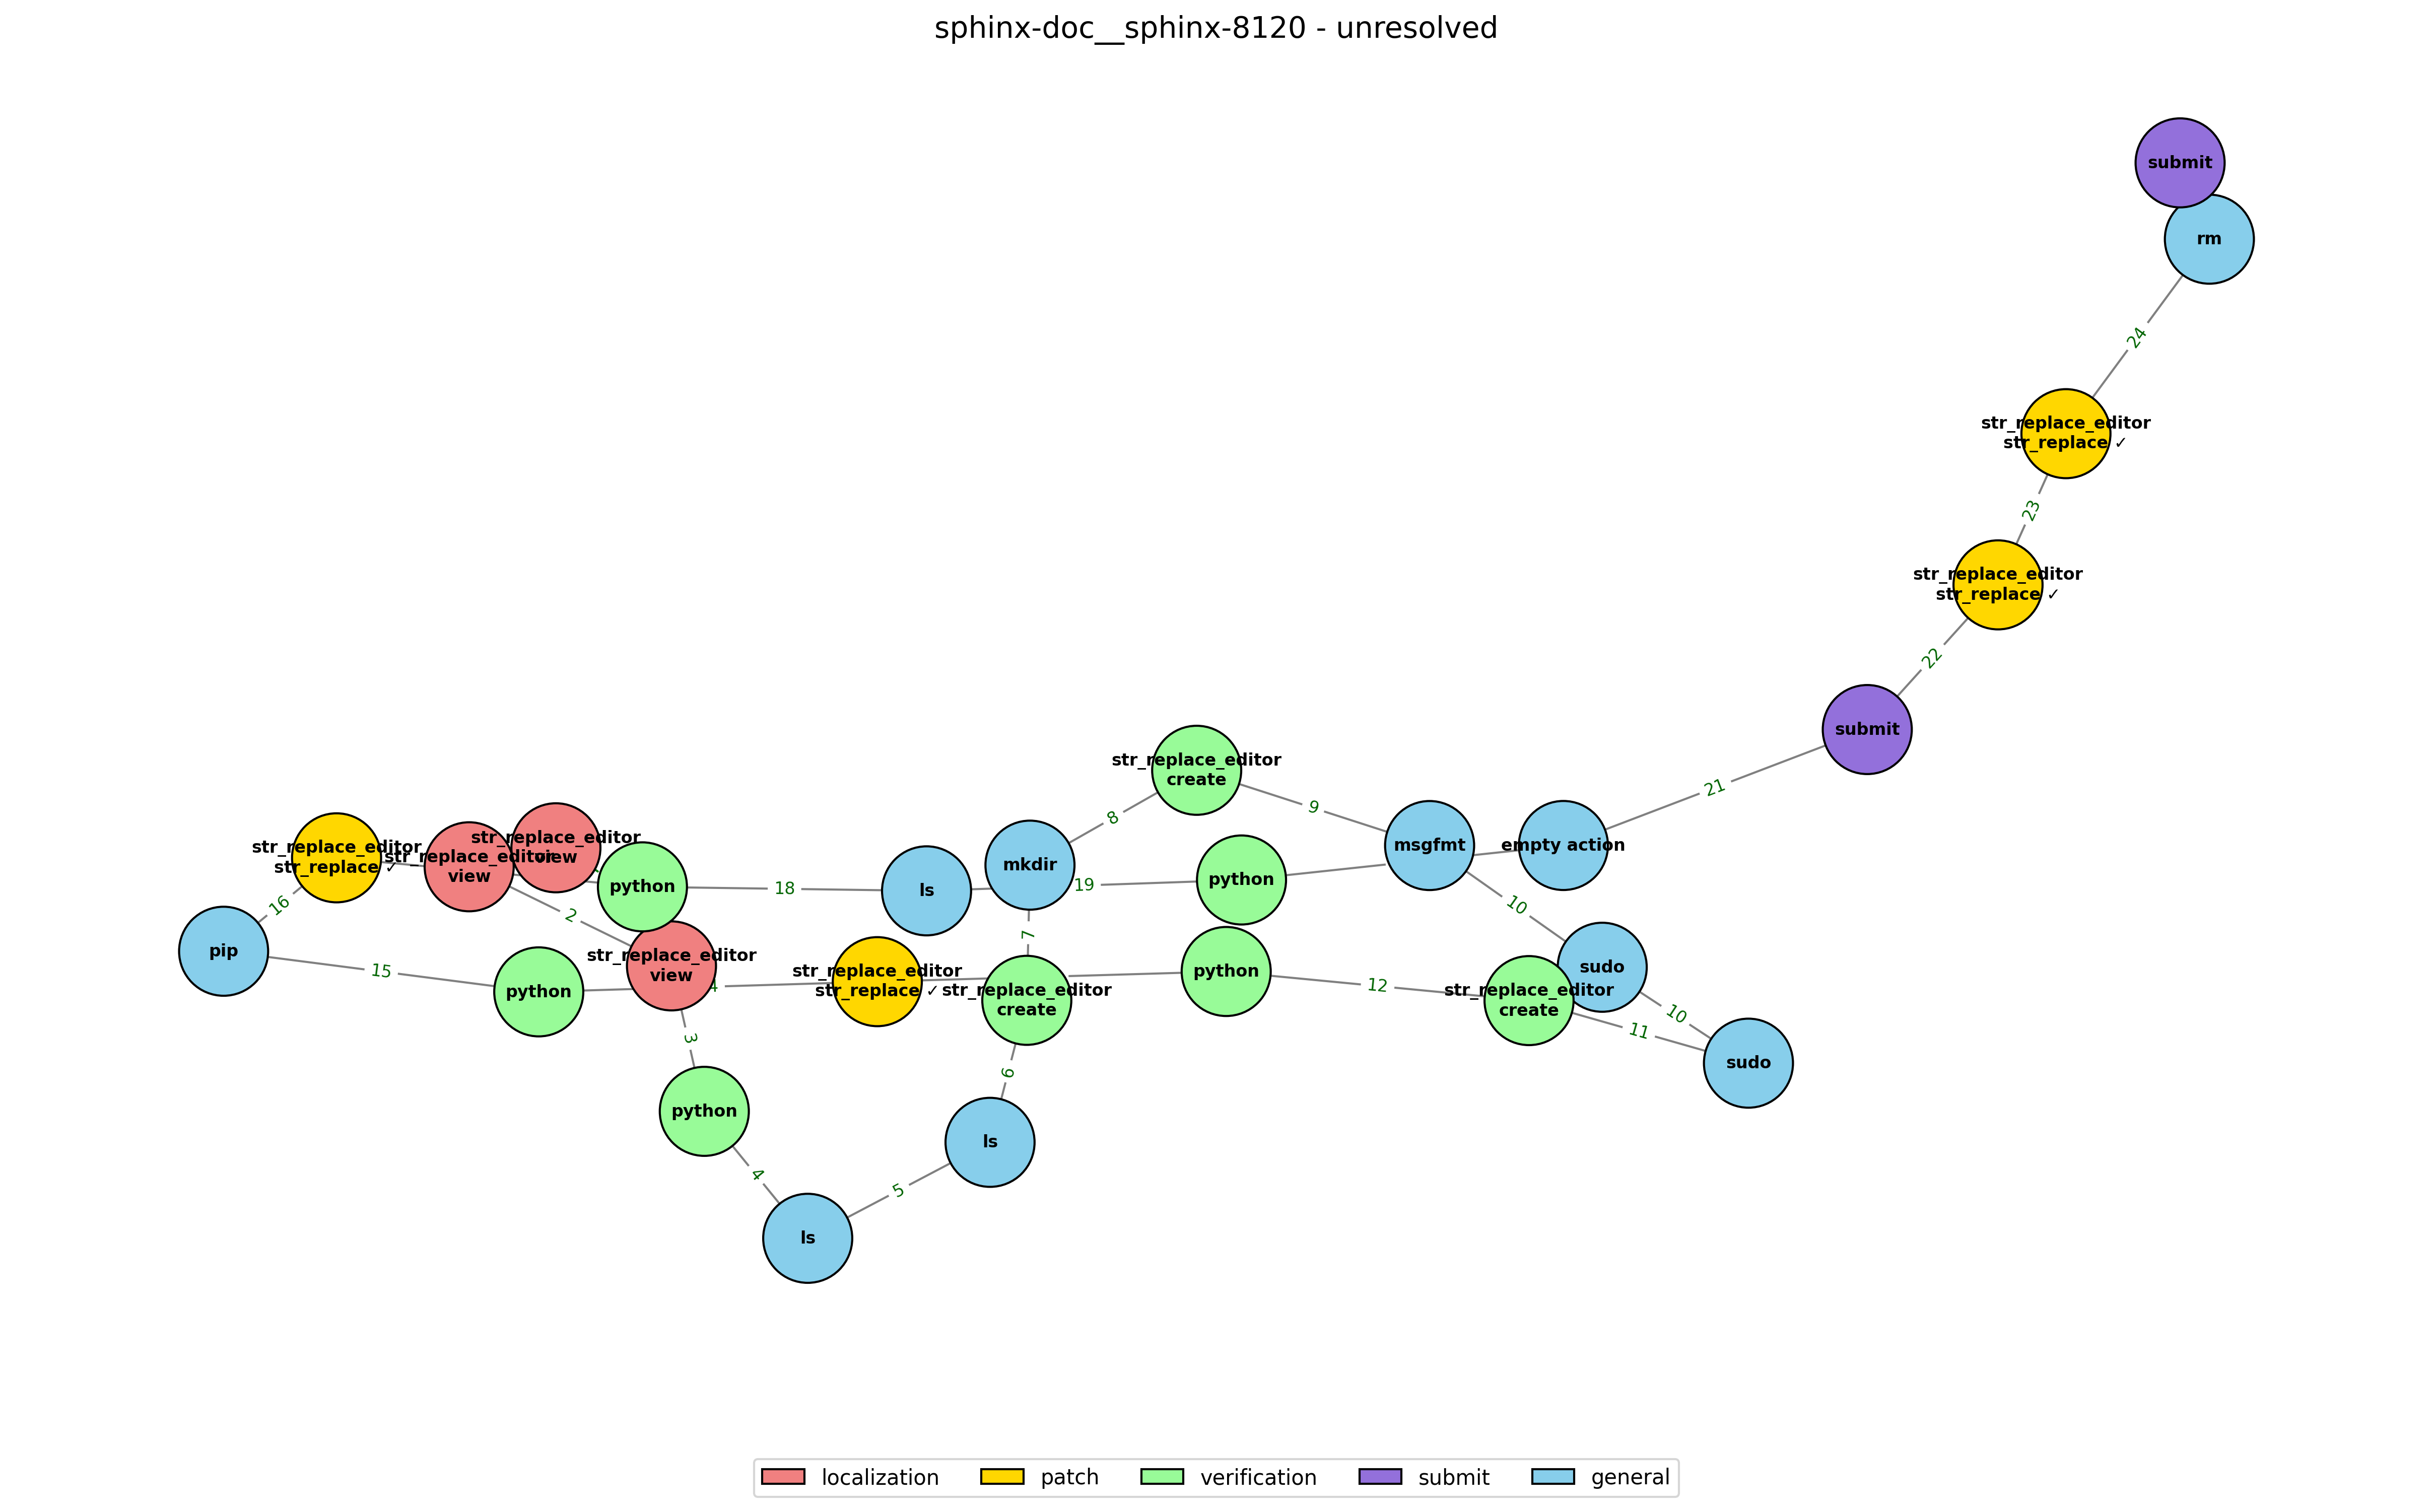 sphinx-doc__sphinx-8120 - unresolved
submit
rm
24
str_replace_editor
str_replace ✓
23
str_replace_editor
str_replace ✓
22
submit
21
str_replace_editor
create
8
9
msgfmt
empty action
mkdir
str_replace_editor
str_replace ✓
str_replace_editor
view
str_replace_editor
view
python
18
ls
19
python
16
2
10
7
pip
15
python
str_replace_editor
view
4
str_replace_editor
str_replace ✓
str_replace_editor
create
python
12
str_replace_editor
create
sudo
10
11
sudo
3
6
python
ls
4
5
ls
localization
patch
verification
submit
general